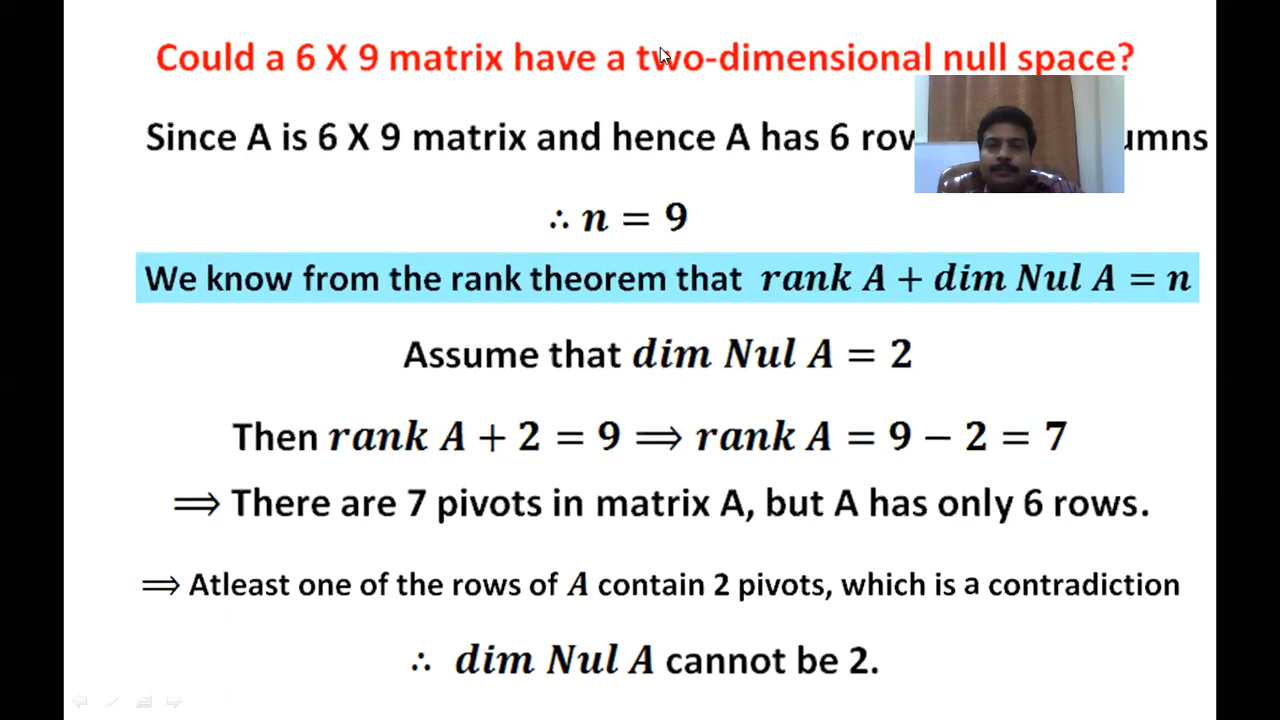 Could a 6 X 9 matrix have a two-dimensional null space?
Since A is 6 X 9 matrix and hence A has 6
∴ n = 9
We know from the rank theorem that rank A + dim Nul A = n
Assume that dim Nul A = 2
Then rank A + 2 = 9 ⟹ rank A = 9 − 2 = 7
⟹ There are 7 pivots in matrix A, but A has only 6 rows.
⟹ Atleast one of the rows of A contain 2 pivots, which is a contradiction
∴ dim Nul A cannot be 2.